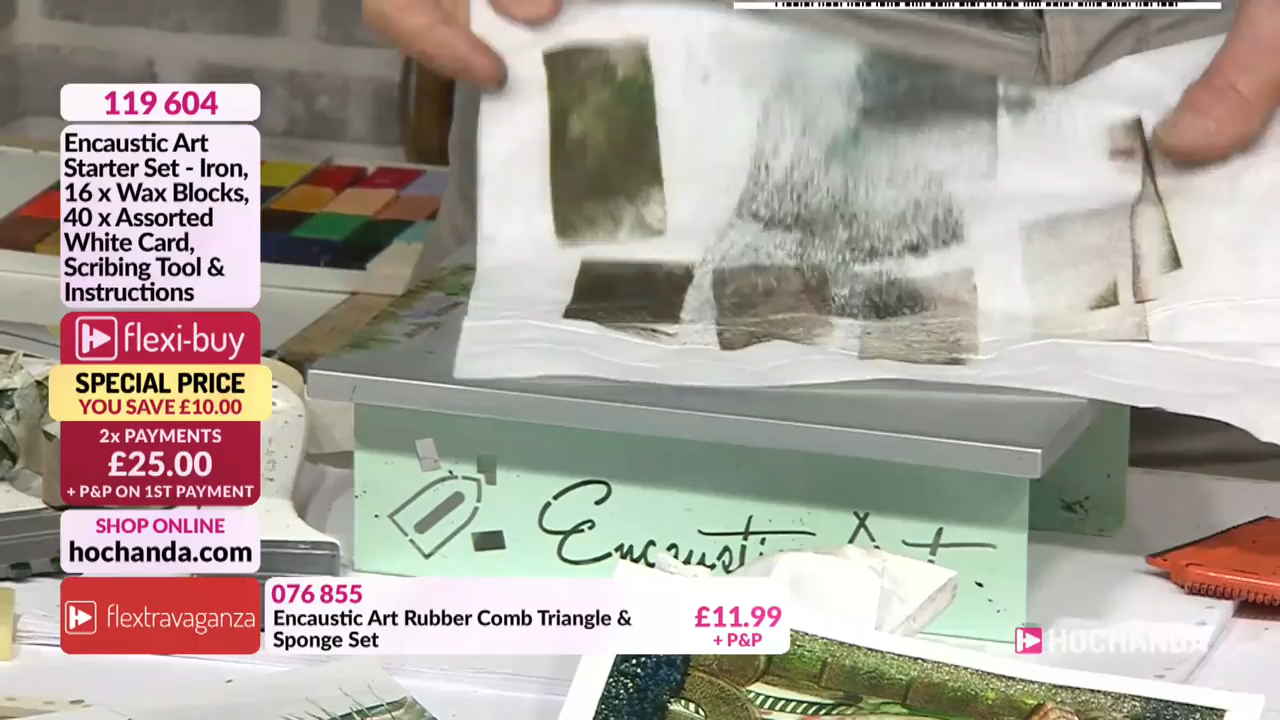 119 604
Encaustic Art
Starter Set - Iron,
16 x Wax Blocks,
40 x Assorted
White Card,
Scribing Tool &
Instructions
flexi-buy
SPECIAL PRICE
YOU SAVE £10.00
2x PAYMENTS
£25.00
+ P&P ON 1ST PAYMENT
SHOP ONLINE
hochanda.com
flextravaganza
076 855
Encaustic Art Rubber Comb Triangle &
Sponge Set
£11.99
+ P&P
Encaustic Art
HOCHANDA